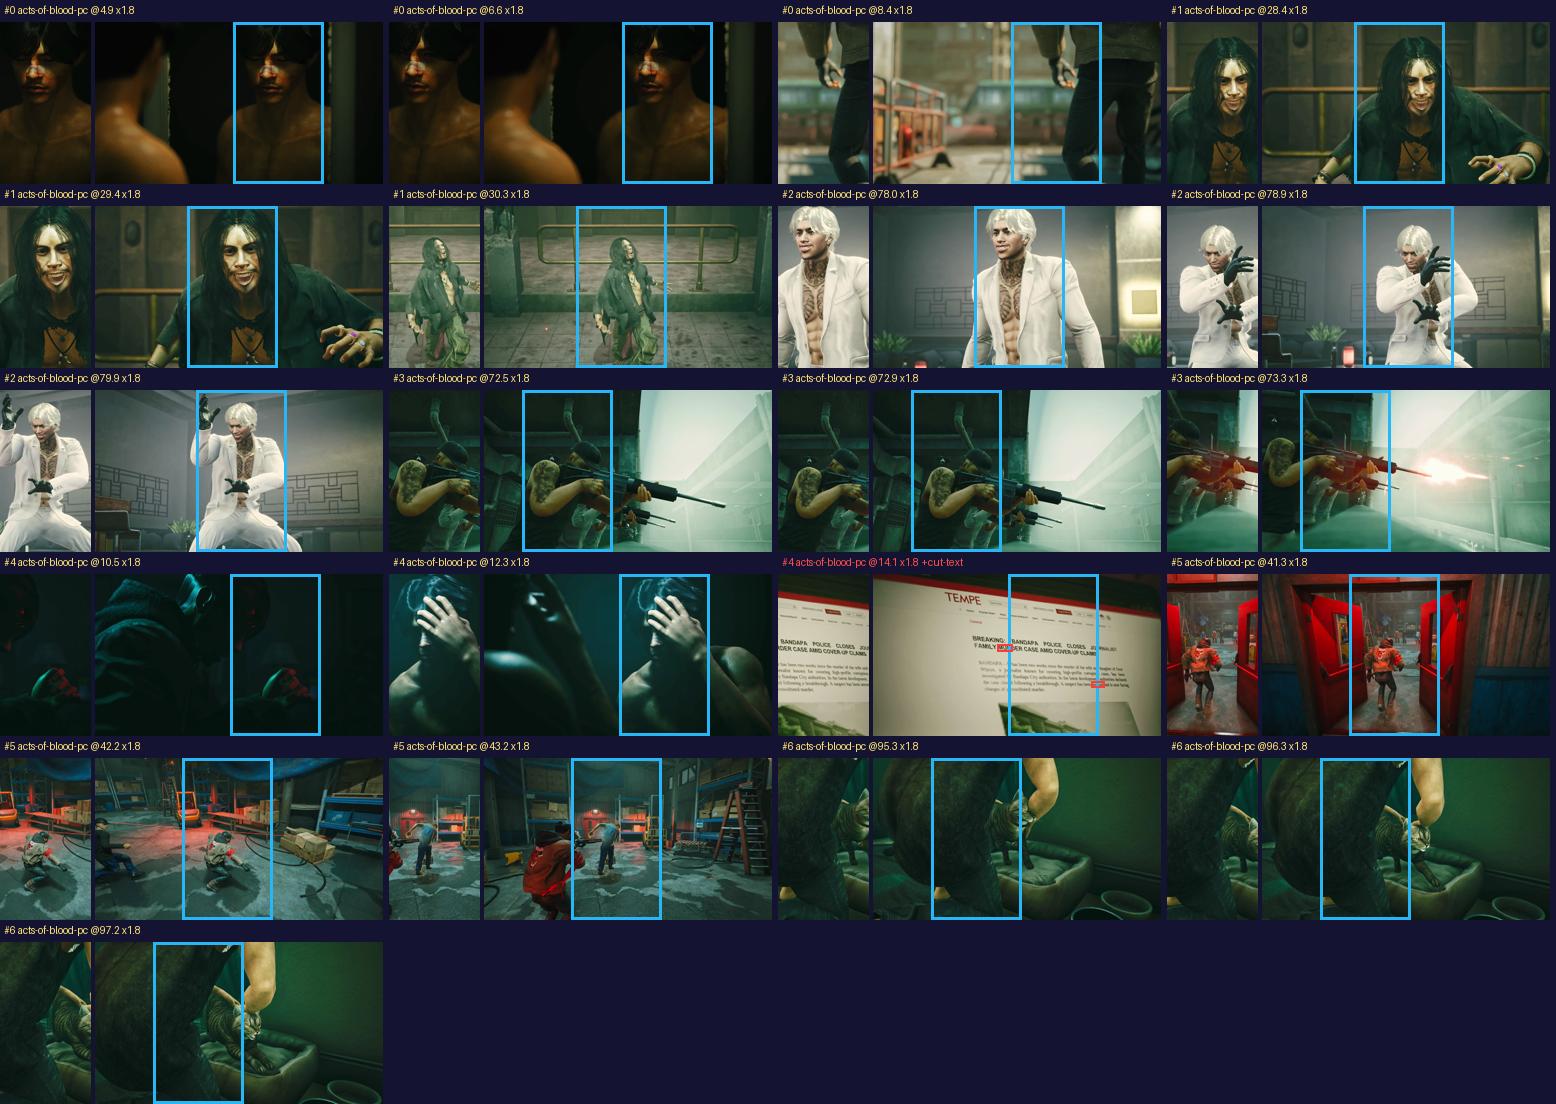 #0 acts-of-blood-pc @4.9 x1.8
#0 acts-of-blood-pc @6.6 x1.8
#0 acts-of-blood-pc @8.4 x1.8
#1 acts-of-blood-pc @28.4 x1.8
#1 acts-of-blood-pc @29.4 x1.8
#1 acts-of-blood-pc @30.3 x1.8
#2 acts-of-blood-pc @78.0 x1.8
#2 acts-of-blood-pc @78.9 x1.8
#2 acts-of-blood-pc @79.9 x1.8
#3 acts-of-blood-pc @72.5 x1.8
#3 acts-of-blood-pc @72.9 x1.8
#3 acts-of-blood-pc @73.3 x1.8
#4 acts-of-blood-pc @10.5 x1.8
#4 acts-of-blood-pc @12.3 x1.8
#4 acts-of-blood-pc @14.1 x1.8 +cut-text
TEMPE
BREAKING: BANDAPA POLICE CLOSES JOURNALIST
FAMILY CASE AMID COVER-UP CLAIMS
#5 acts-of-blood-pc @41.3 x1.8
#5 acts-of-blood-pc @42.2 x1.8
#5 acts-of-blood-pc @43.2 x1.8
#6 acts-of-blood-pc @95.3 x1.8
#6 acts-of-blood-pc @96.3 x1.8
#6 acts-of-blood-pc @97.2 x1.8